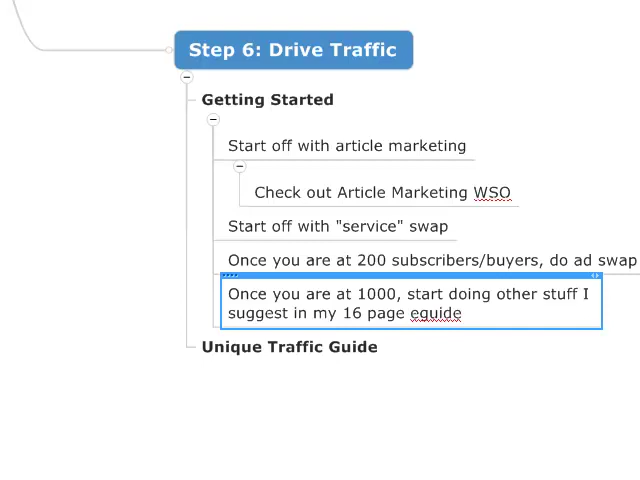 Step 6: Drive Traffic
Getting Started
Start off with article marketing
Check out Article Marketing WSO
Start off with "service" swap
Once you are at 200 subscribers/buyers, do ad swap
Once you are at 1000, start doing other stuff I
suggest in my 16 page eguide
Unique Traffic Guide